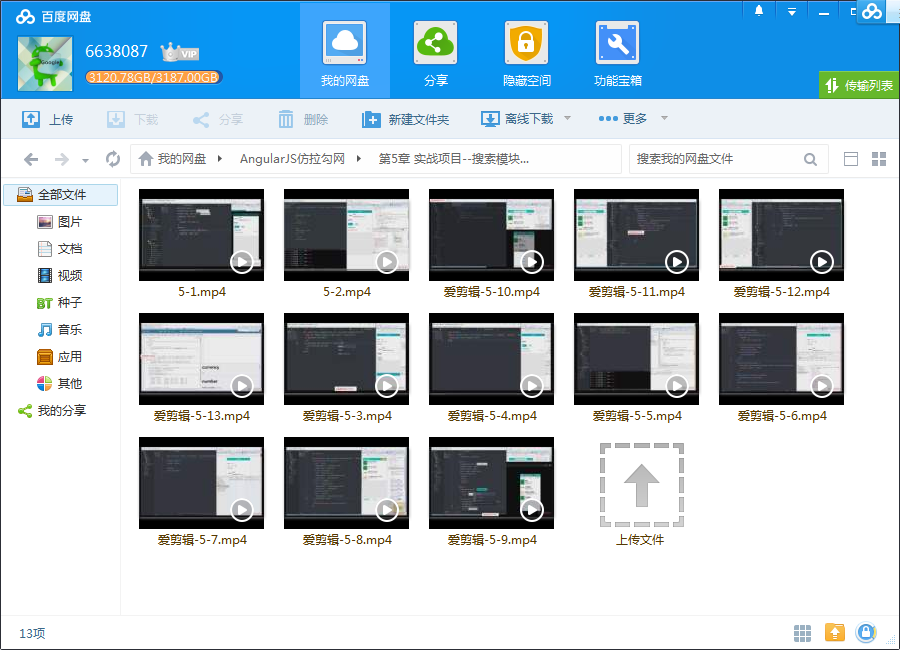 百度网盘
6638087 VIP
3120.78GB/3187.00GB
我的网盘 分享 隐藏空间 功能宝箱
传输列表
上传 下载 分享 删除 新建文件夹 离线下载 更多
我的网盘 AngularJS仿拉勾网 第5章 实战项目--搜索模块... 搜索我的网盘文件
全部文件
图片
文档
视频
BT 种子
音乐
应用
其他
我的分享
5-1.mp4 5-2.mp4 爱剪辑-5-10.mp4 爱剪辑-5-11.mp4 爱剪辑-5-12.mp4
爱剪辑-5-13.mp4 爱剪辑-5-3.mp4 爱剪辑-5-4.mp4 爱剪辑-5-5.mp4 爱剪辑-5-6.mp4
爱剪辑-5-7.mp4 爱剪辑-5-8.mp4 爱剪辑-5-9.mp4 上传文件
13项